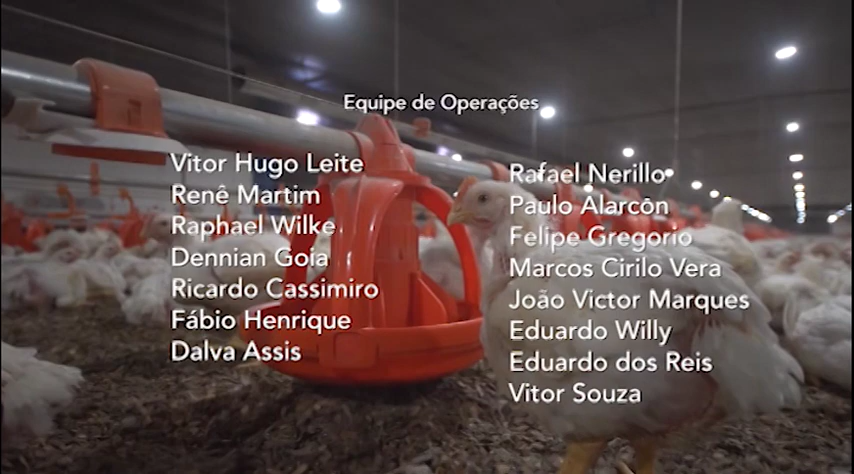 Equipe de Operações
Vitor Hugo Leite
Renê Martim
Raphael Wilke
Dennian Goia
Ricardo Cassimiro
Fábio Henrique
Dalva Assis
Rafael Nerillo
Paulo Alarcón
Felipe Gregorio
Marcos Cirilo Vera
João Victor Marques
Eduardo Willy
Eduardo dos Reis
Vitor Souza